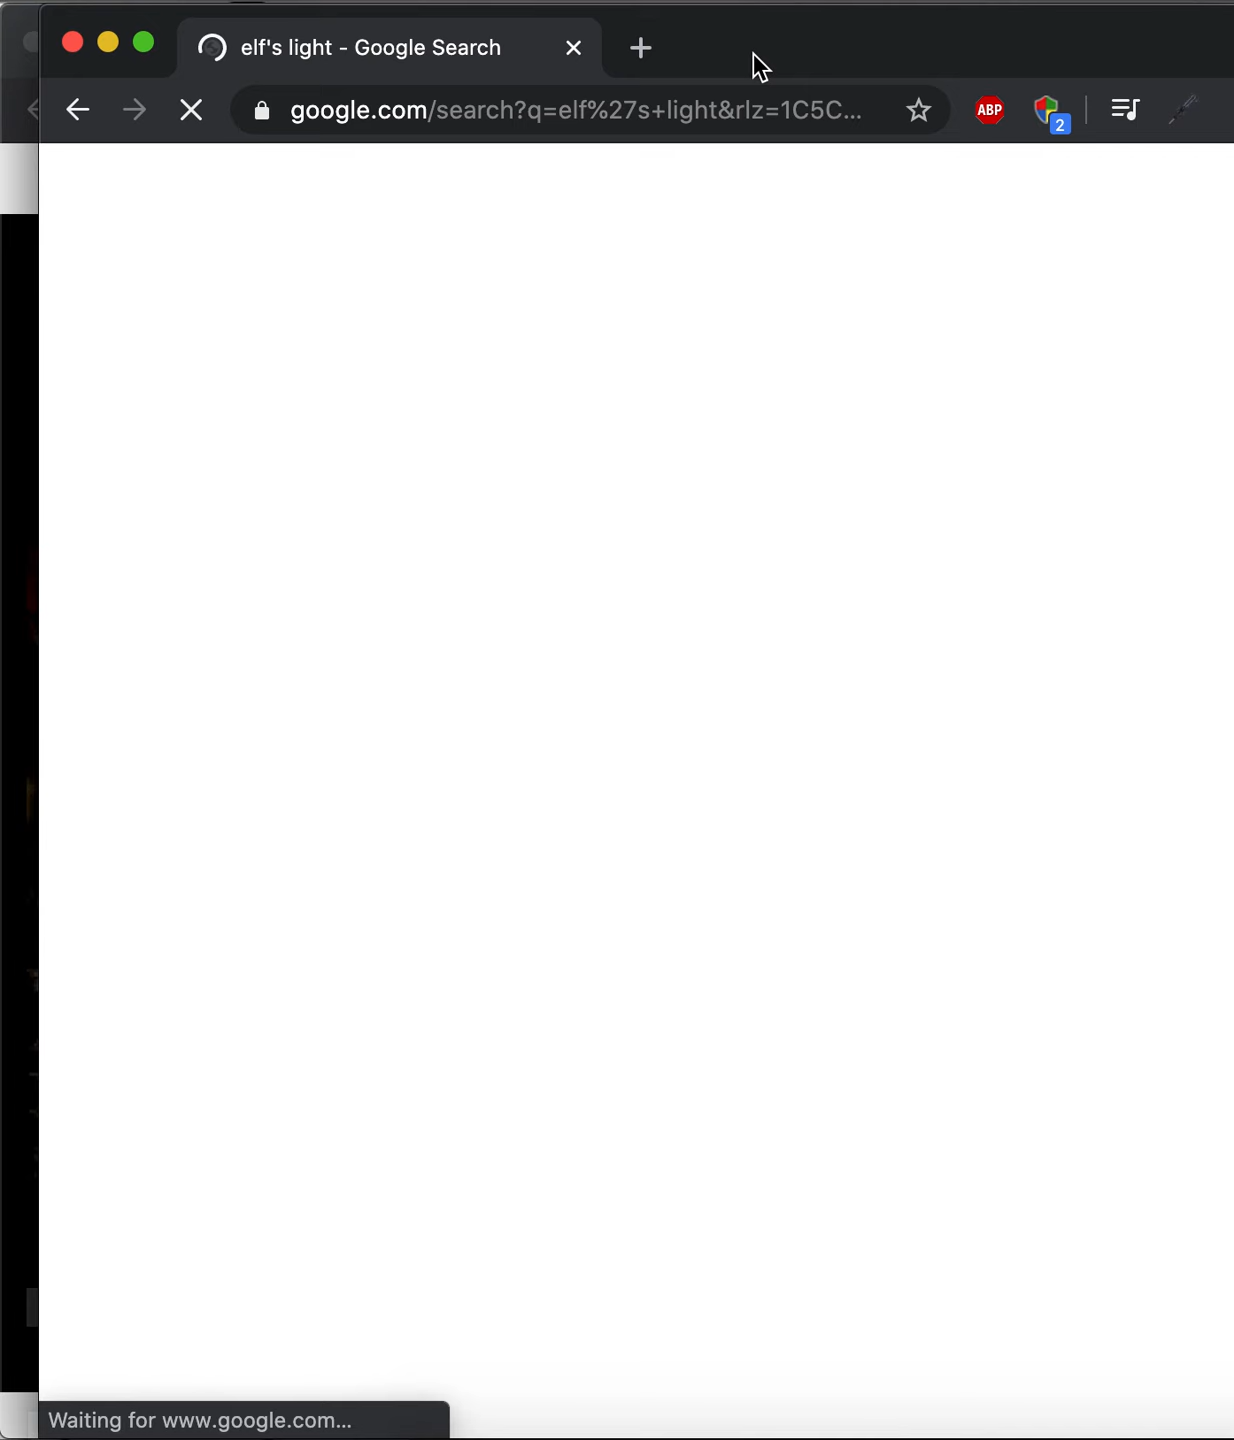 elf's light - Google Search
google.com/search?q=elf%27s+light&rlz=1C5C...
ABP
2
Waiting for www.google.com...